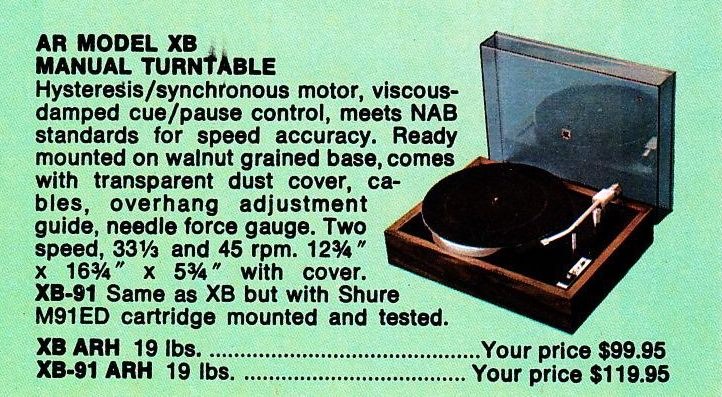 AR MODEL XB
MANUAL TURNTABLE
Hysteresis/synchronous motor, viscous-
damped cue/pause control, meets NAB
standards for speed accuracy. Ready
mounted on walnut grained base, comes
with transparent dust cover, ca-
bles, overhang adjustment
guide, needle force gauge. Two
speed, 33⅓ and 45 rpm. 12¾″
x 16¾″ x 5¾″ with cover.
XB-91 Same as XB but with Shure
M91ED cartridge mounted and tested.
XB ARH 19 lbs. ..........................................Your price $99.95
XB-91 ARH 19 lbs. ................................... Your price $119.95